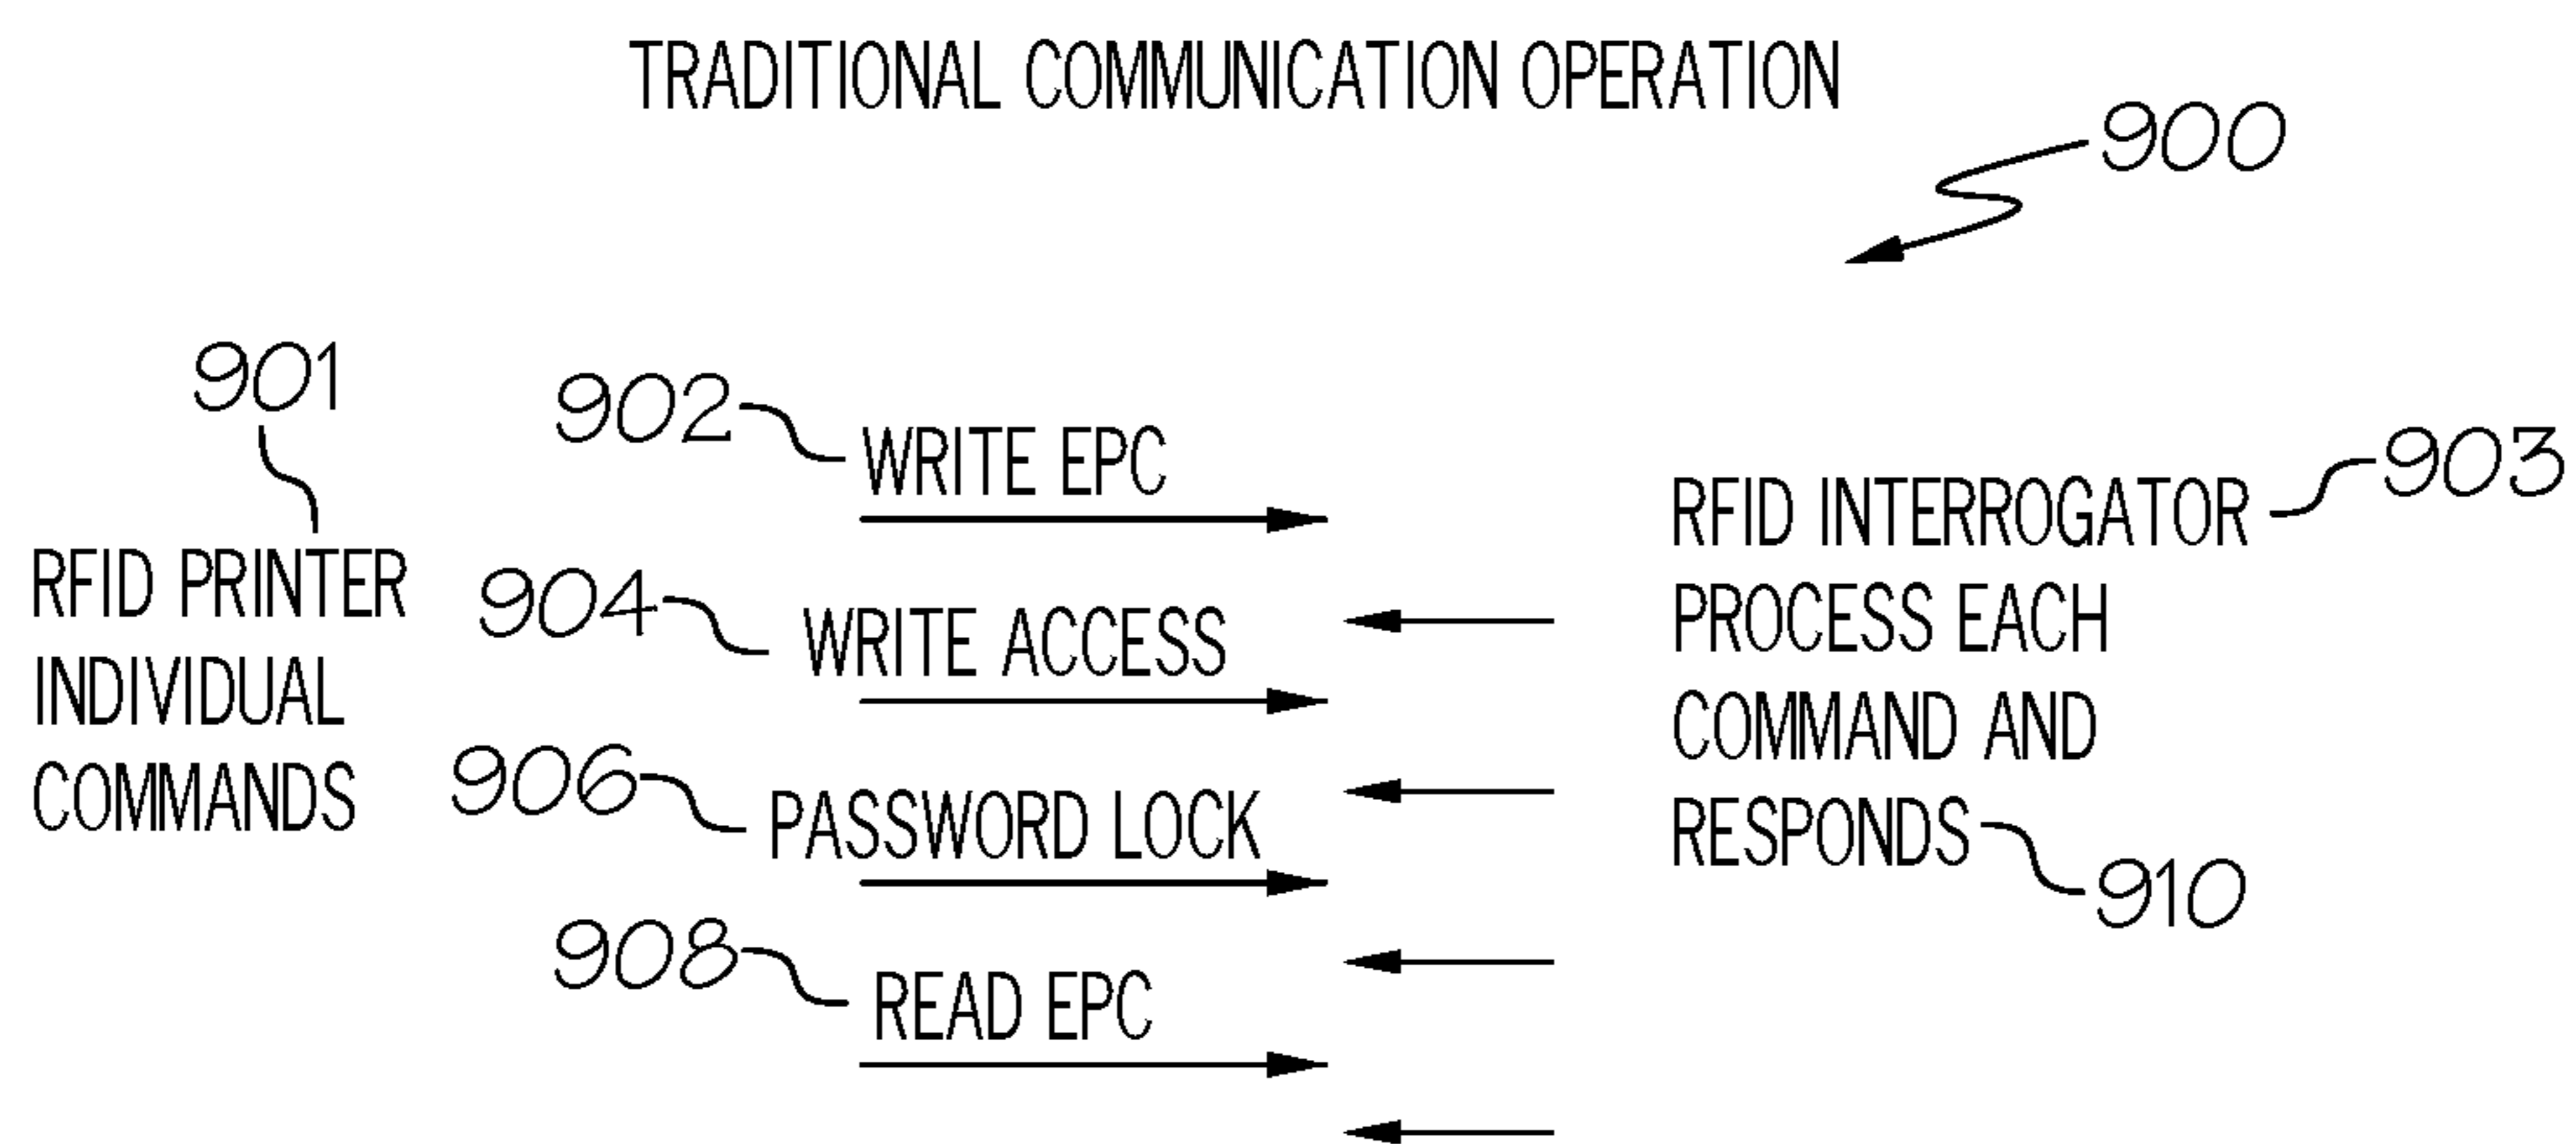 TRADITIONAL COMMUNICATION OPERATION
900
901
RFID PRINTER
INDIVIDUAL
COMMANDS
902
WRITE EPC
904
WRITE ACCESS
906
PASSWORD LOCK
908
READ EPC
903
RFID INTERROGATOR
PROCESS EACH
COMMAND AND
RESPONDS
910